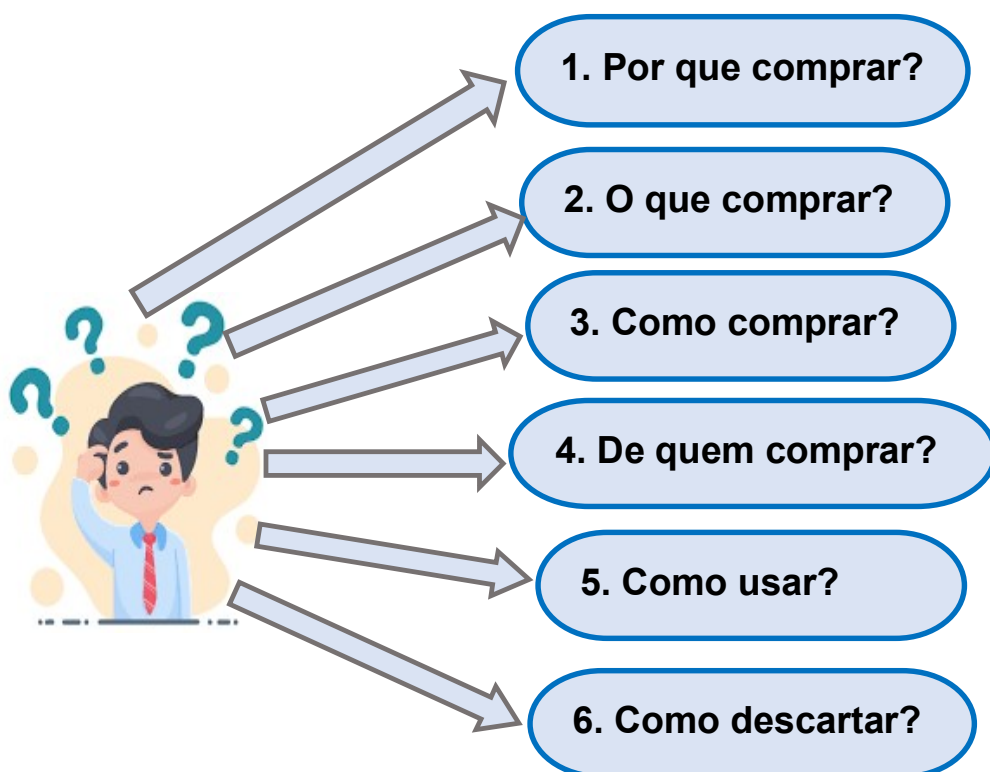 1. Por que comprar?
2. O que comprar?
3. Como comprar?
4. De quem comprar?
5. Como usar?
6. Como descartar?